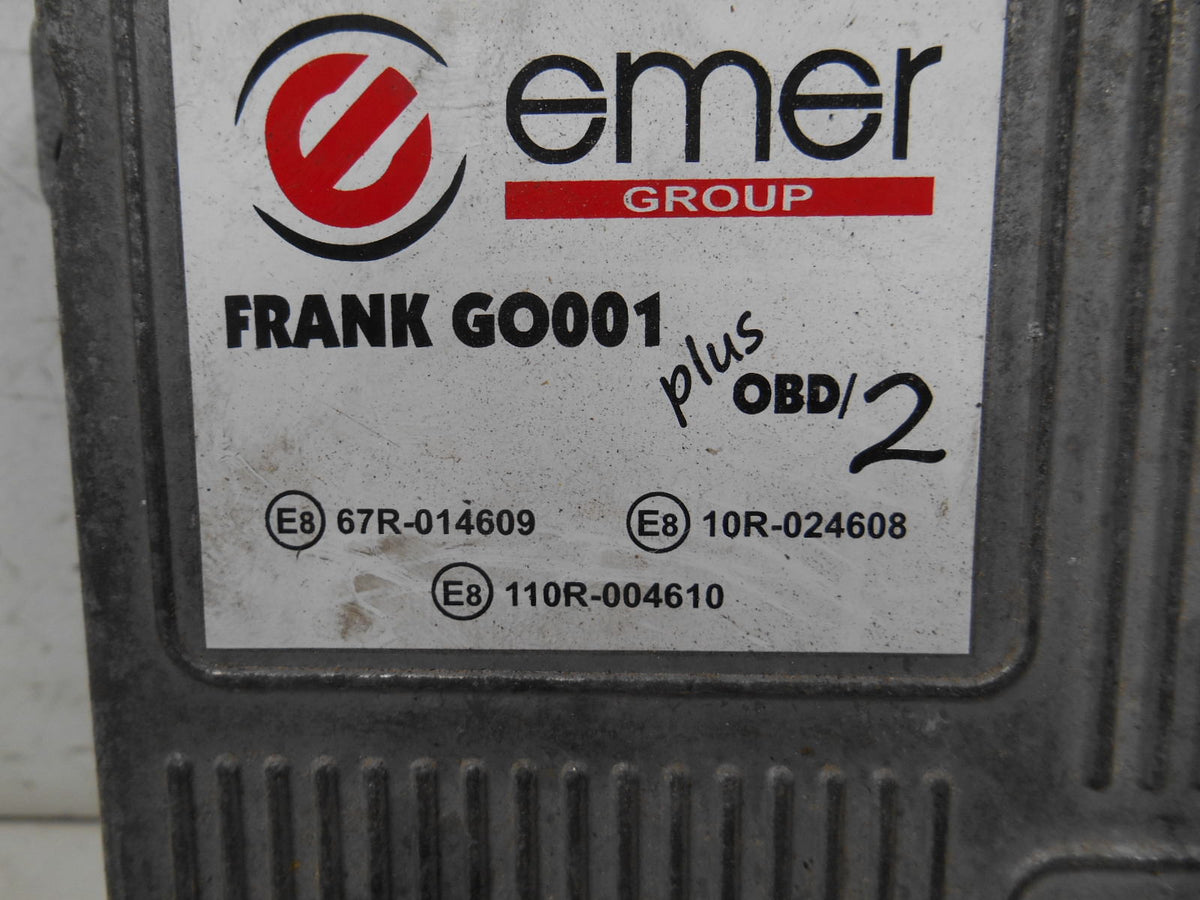 e emer
GROUP
FRANK GO001
plus
OBD/2
E8 67R-014609 E8 10R-024608
E8 110R-004610